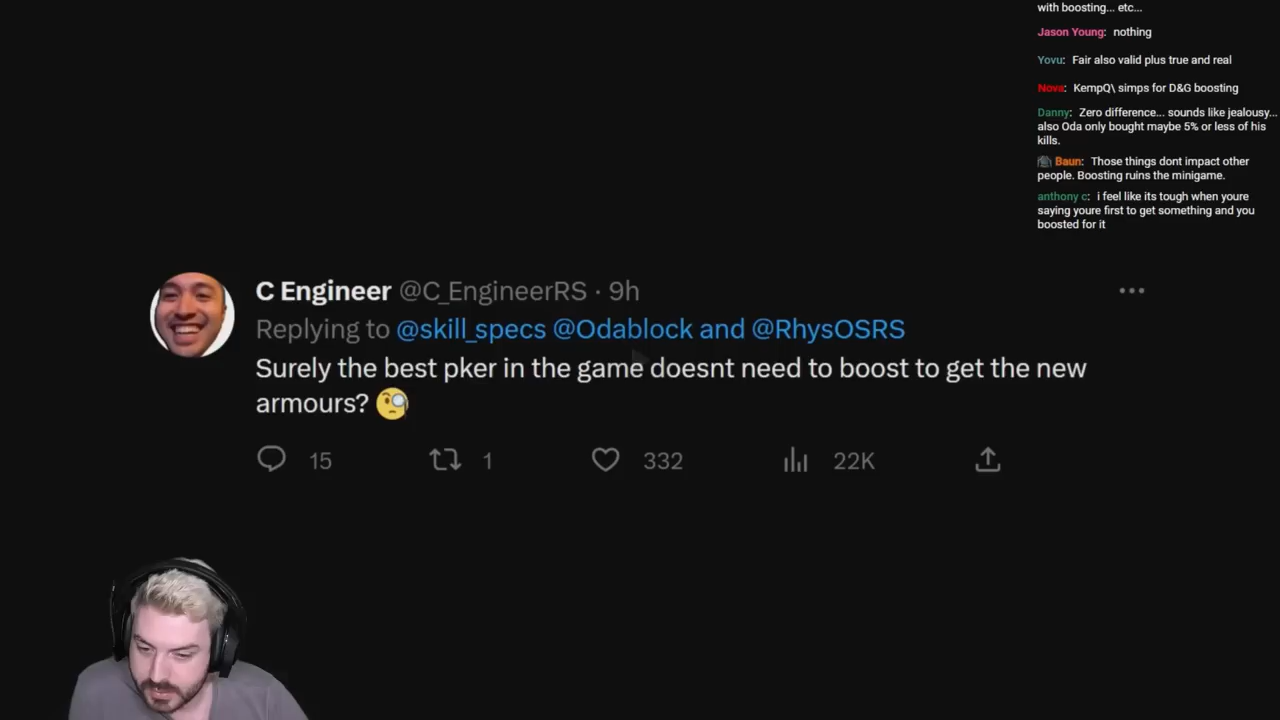 with boosting... etc...
Jason Young: nothing
Yovu: Fair also valid plus true and real
Nova: KempQ\ simps for D&G boosting
Danny: Zero difference... sounds like jealousy...
also Oda only bought maybe 5% or less of his
kills.
Baun: Those things dont impact other
people. Boosting ruins the minigame.
anthony c: i feel like its tough when youre
saying youre first to get something and you
boosted for it
C Engineer @C_EngineerRS · 9h
Replying to @skill_specs @Odablock and @RhysOSRS
Surely the best pker in the game doesnt need to boost to get the new
armours? 🧐
15 1 332 22K